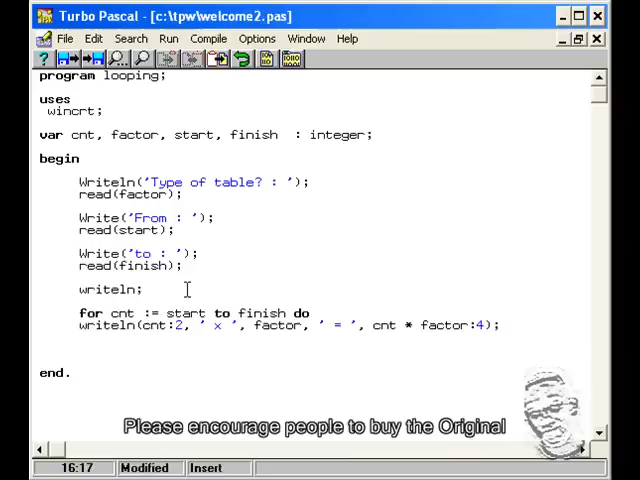 Turbo Pascal - [c:\tpw\welcome2.pas]
File Edit Search Run Compile Options Window Help
program looping;
uses
wincrt;
var cnt, factor, start, finish : integer;
begin
Writeln('Type of table? : ');
read(factor);
Write('From : ');
read(start);
Write('to : ');
read(finish);
writeln;
for cnt := start to finish do
writeln(cnt:2, ' x ', factor, ' = ', cnt * factor:4);
end.
Please encourage people to buy the Original
16:17 Modified Insert